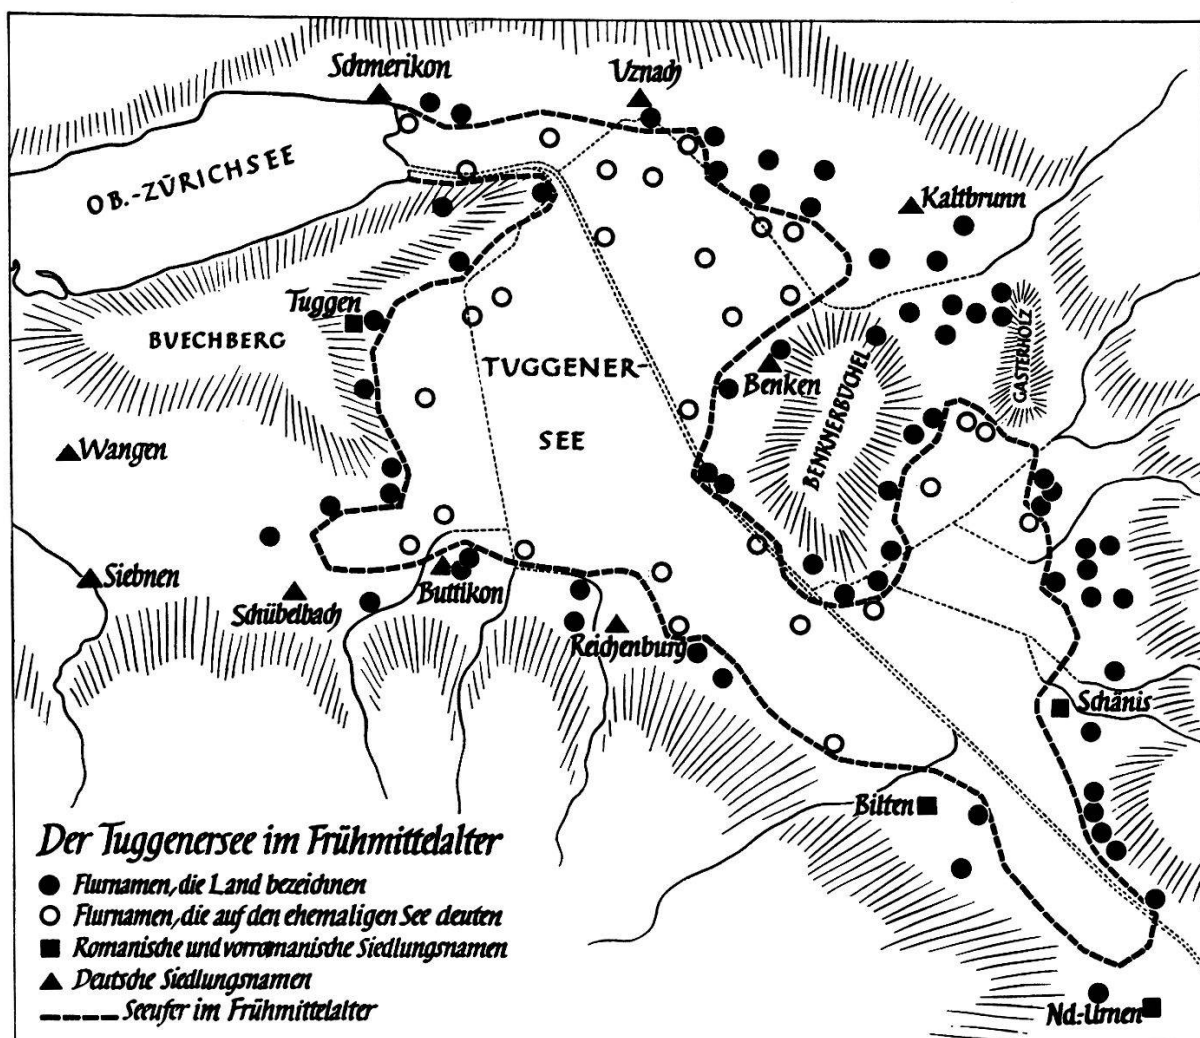 Schmerikon
Uznach
OB.-ZÜRICHSEE
Kaltbrunn
Tuggen
BUECHBERG
TUGGENER-
SEE
Benken
BENKNERBÜCHEL
GASTERHOLZ
Wangen
Siebnen
Schübelbach
Buttikon
Reichenburg
Schänis
Bilten
Nd.-Urnen
Der Tuggenersee im Frühmittelalter
Flurnamen, die Land bezeichnen
Flurnamen, die auf den ehemaligen See deuten
Romanische und vorromanische Siedlungsnamen
Deutsche Siedlungsnamen
Seeufer im Frühmittelalter